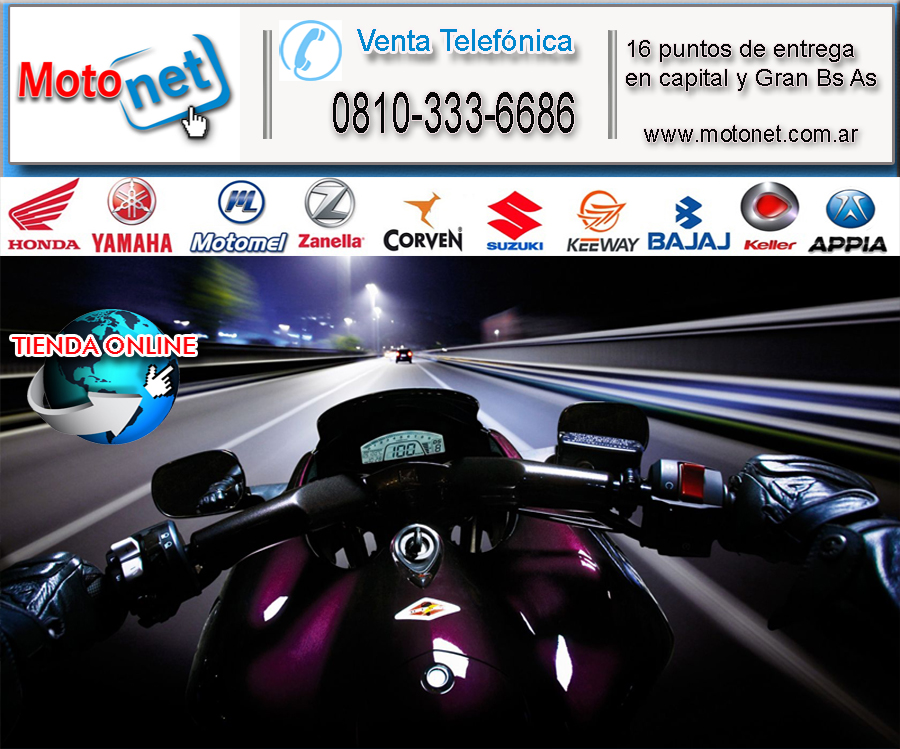 Motonet
Venta Telefónica
0810-333-6686
16 puntos de entrega
en capital y Gran Bs As
www.motonet.com.ar
HONDA
YAMAHA
Motomel
Zanella
CORVEN
SUZUKI
KEEWAY
BAJAJ
Keller
APPIA
TIENDA ONLINE
100